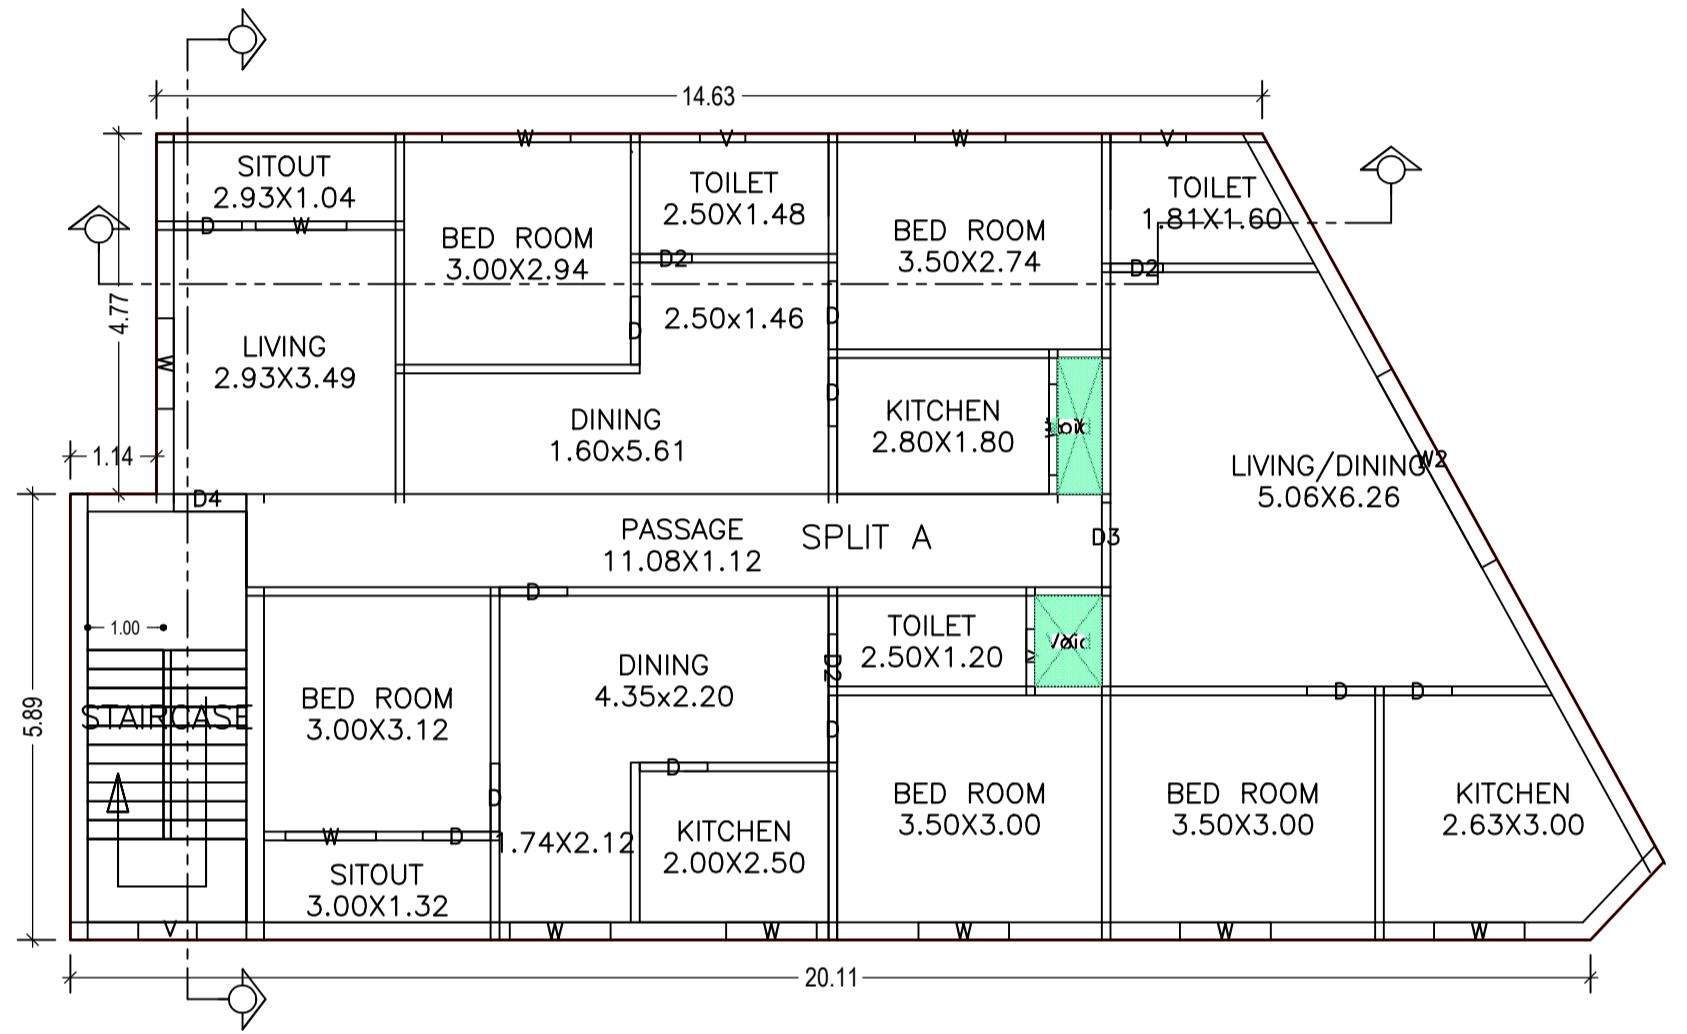 14.63
SITOUT
2.93X1.04
W
V
W
V
TOILET
2.50X1.48
TOILET
1.81X1.60
D
W
BED ROOM
3.00X2.94
BED ROOM
3.50X2.74
D2
D2
4.77
2.50x1.46
D
D
LIVING
2.93X3.49
W
DINING
1.60x5.61
D
KITCHEN
2.80X1.80
1.14
LIVING/DINING
5.06X6.26
W2
D4
PASSAGE
11.08X1.12
SPLIT A
D3
D
1.00
TOILET
2.50X1.20
V
Void
DINING
4.35x2.20
D2
BED ROOM
3.00X3.12
STAIRCASE
5.89
D
D
D
D
D
BED ROOM
3.50X3.00
BED ROOM
3.50X3.00
KITCHEN
2.63X3.00
W
D
1.74X2.12
KITCHEN
2.00X2.50
SITOUT
3.00X1.32
V
W
W
W
W
W
20.11